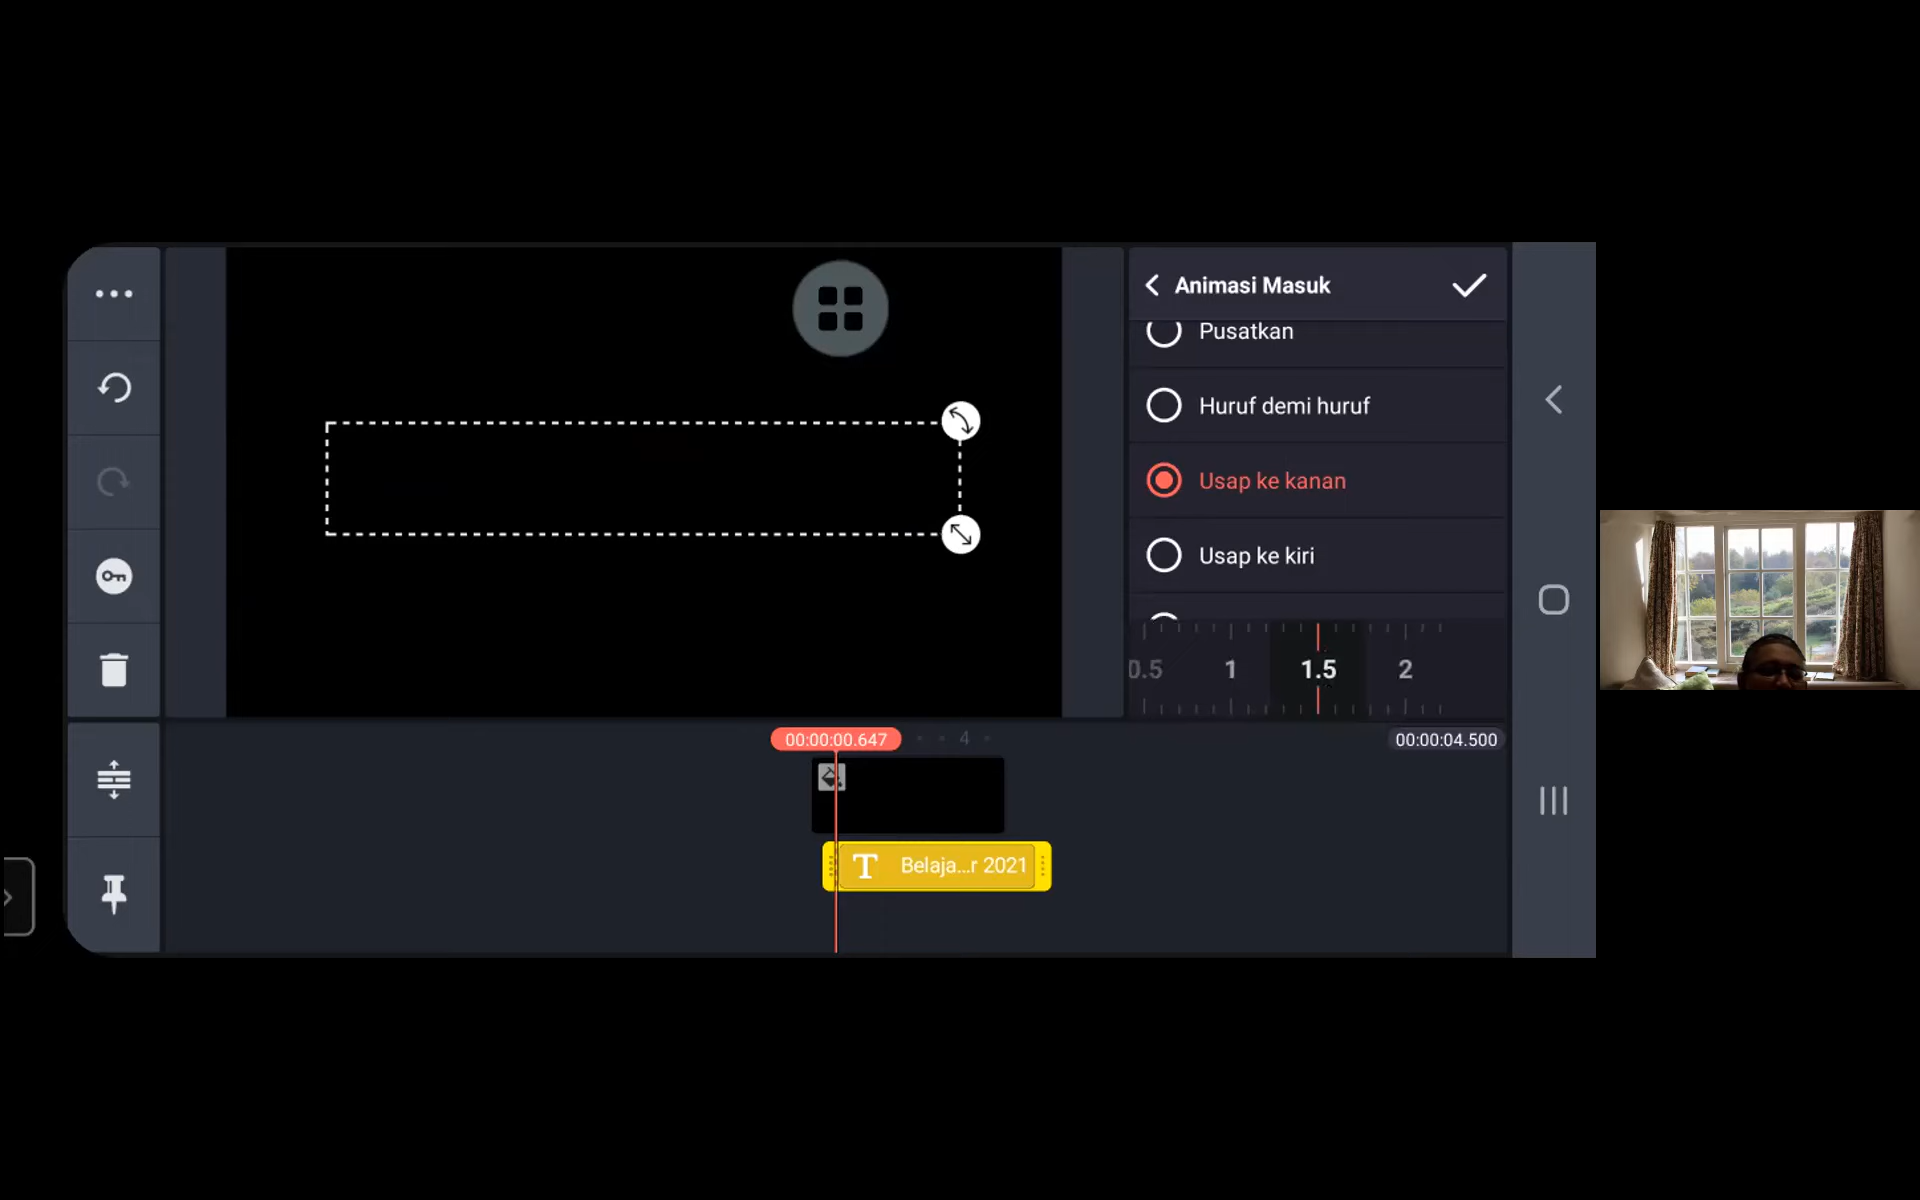 Animasi Masuk
Pusatkan
Huruf demi huruf
Usap ke kanan
Usap ke kiri
0.5 1 1.5 2
00:00:00.647 4 00:00:04.500
T Belaja...r 2021